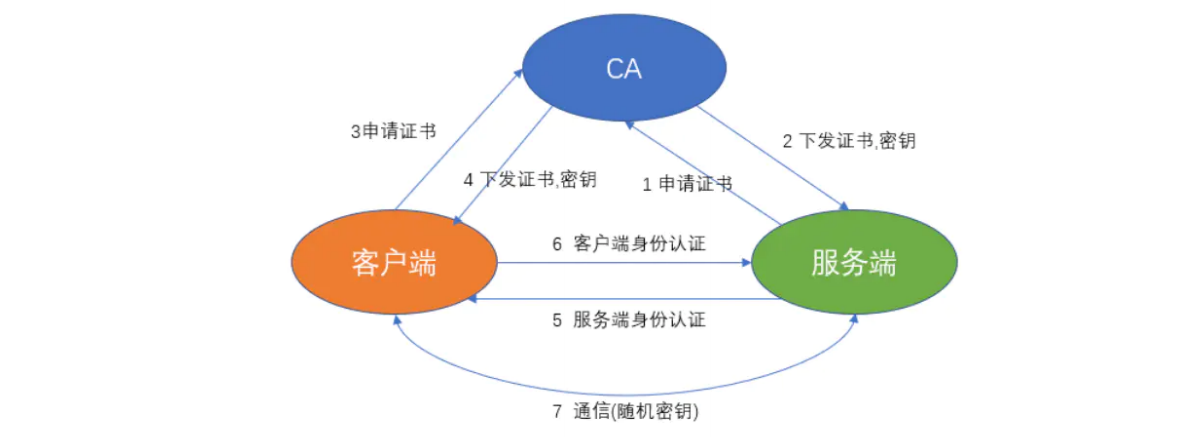 CA
3申请证书
2 下发证书,密钥
4 下发证书,密钥
1 申请证书
6 客户端身份认证
客户端
服务端
5 服务端身份认证
7 通信(随机密钥)